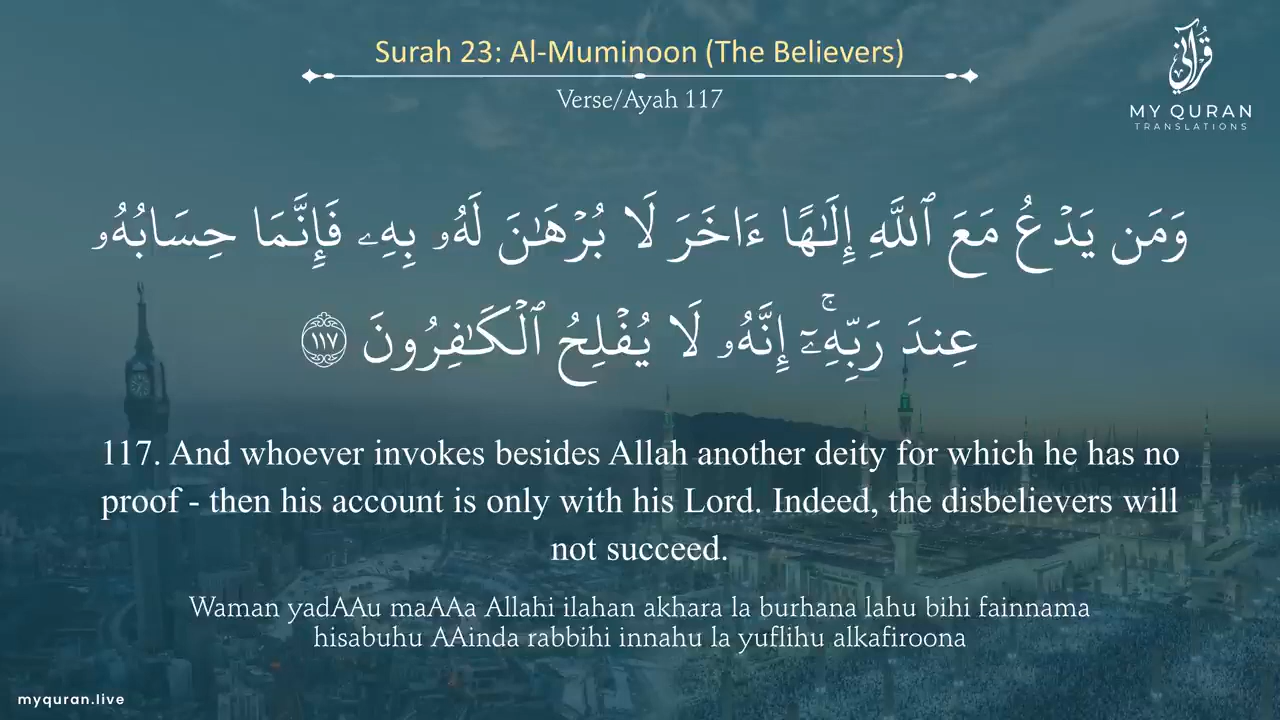 Surah 23: Al-Muminoon (The Believers)
Verse/Ayah 117
قُرآنِي
MY QURAN
TRANSLATIONS
وَمَن يَدۡعُ مَعَ ٱللَّهِ إِلَٰهًا ءَاخَرَ لَا بُرۡهَٰنَ لَهُۥ بِهِۦ فَإِنَّمَا حِسَابُهُۥ
عِندَ رَبِّهِۦٓۚ إِنَّهُۥ لَا يُفۡلِحُ ٱلۡكَٰفِرُونَ ١١٧
117. And whoever invokes besides Allah another deity for which he has no
proof - then his account is only with his Lord. Indeed, the disbelievers will
not succeed.
Waman yadAAu maAAa Allahi ilahan akhara la burhana lahu bihi fainnama
hisabuhu AAinda rabbihi innahu la yuflihu alkafiroona
myquran.live